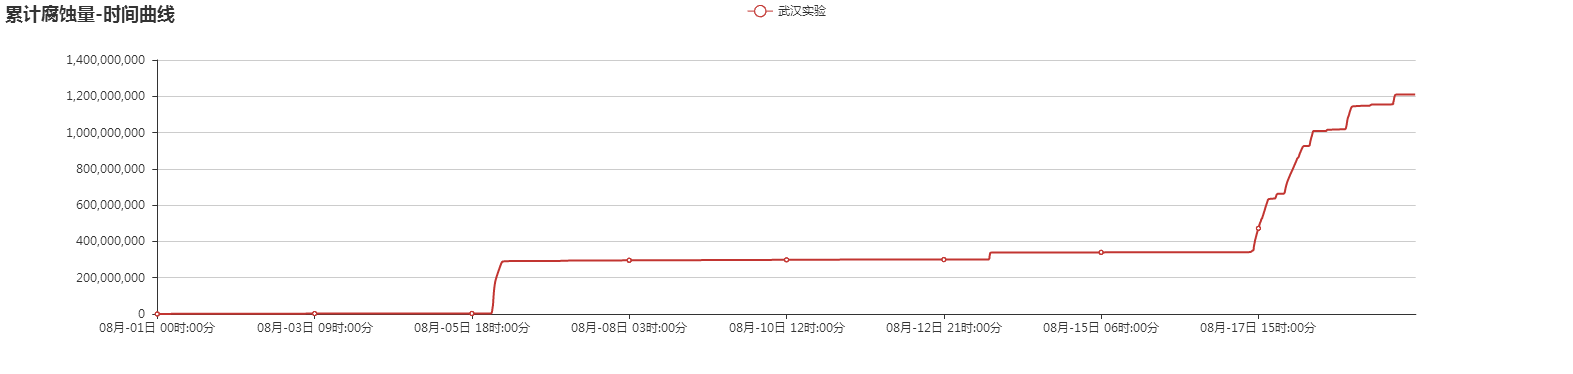 累计腐蚀量-时间曲线
武汉实验
1,400,000,000
1,200,000,000
1,000,000,000
800,000,000
600,000,000
400,000,000
200,000,000
0
08月-01日 00时:00分
08月-03日 09时:00分
08月-05日 18时:00分
08月-08日 03时:00分
08月-10日 12时:00分
08月-12日 21时:00分
08月-15日 06时:00分
08月-17日 15时:00分